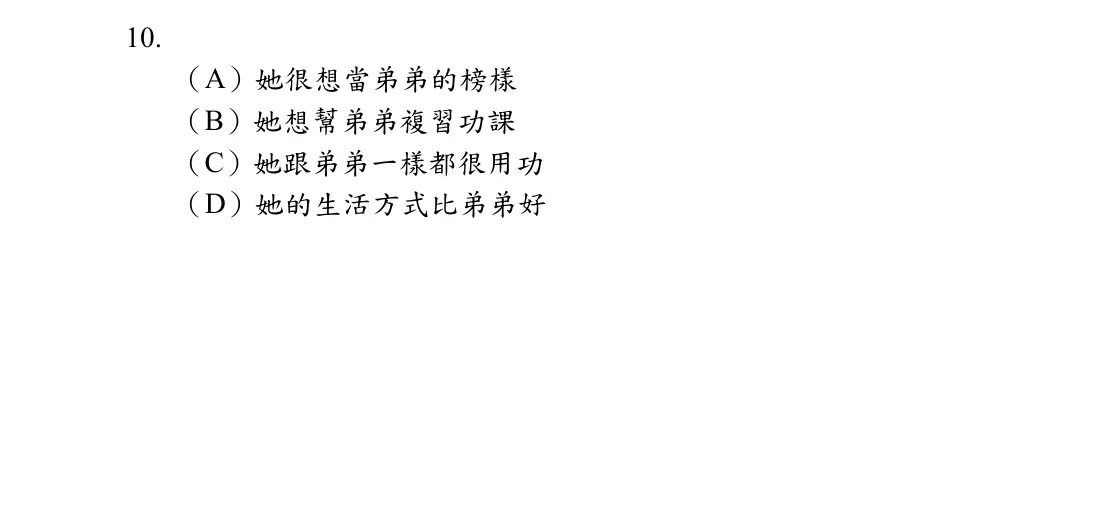 10.
（A）她很想當弟弟的榜樣
（B）她想幫弟弟複習功課
（C）她跟弟弟一樣都很用功
（D）她的生活方式比弟弟好